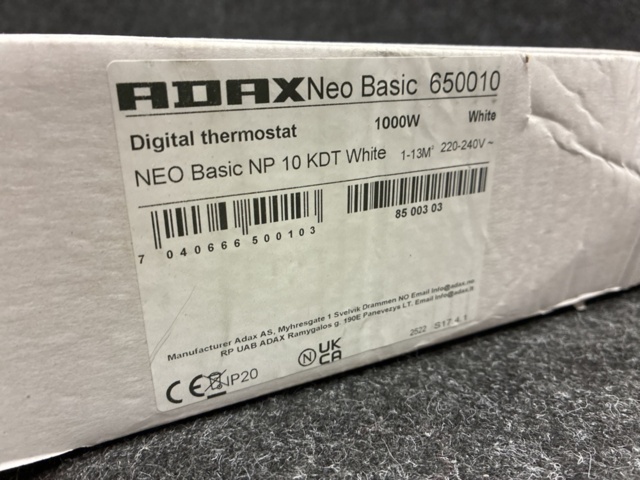 ADAX Neo Basic 650010
Digital thermostat 1000W White
NEO Basic NP 10 KDT White 1-13M² 220-240V ~
7 040666 500103
85 003 03
Manufacturer Adax AS, Myhresgate 1 Svelvik Drammen NO Email Info@adax.no
RP UAB ADAX Ramygalos g. 190E Panevezys LT. Email Info@adax.lt
2522 S17 4.1
N UK
CA
CE IP20